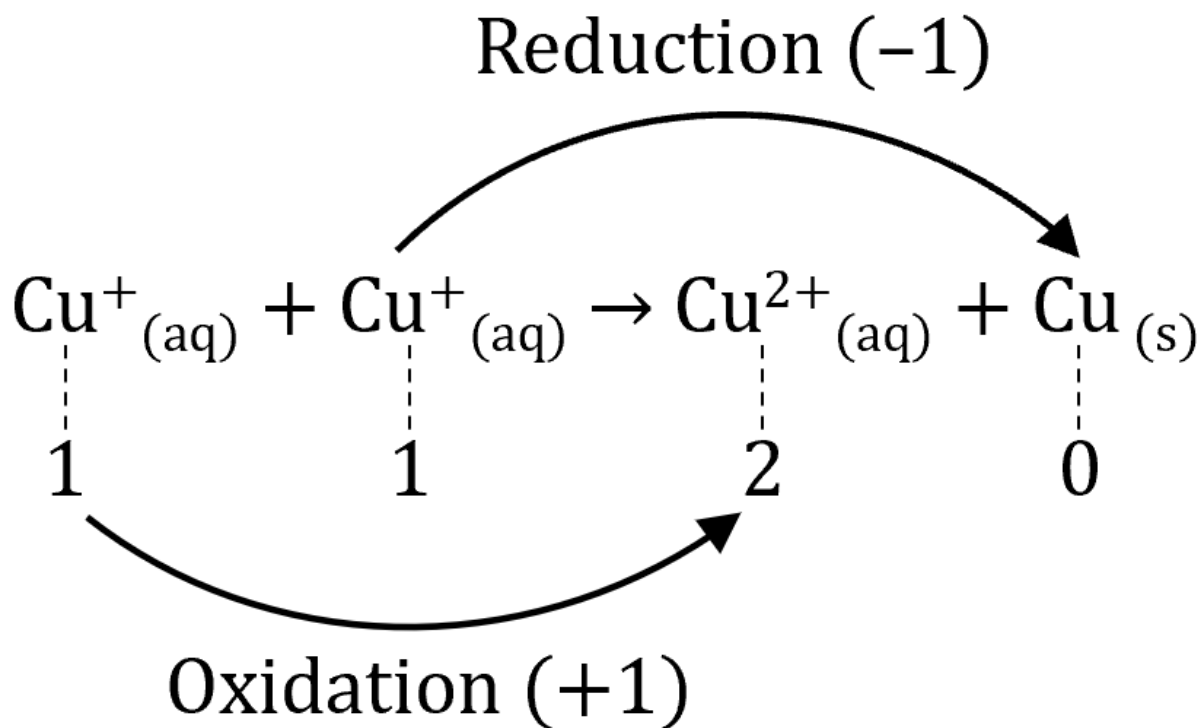 Reduction (−1)
Cu⁺(aq) + Cu⁺(aq) → Cu²⁺(aq) + Cu (s)
1 1 2 0
Oxidation (+1)